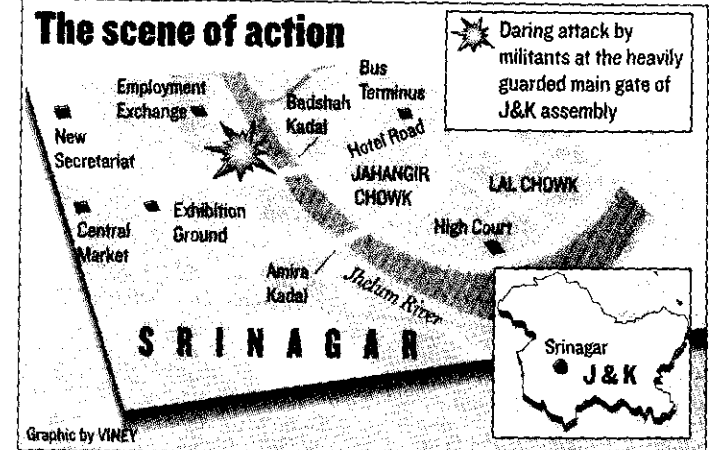 The scene of action
Daring attack by
militants at the heavily
guarded main gate of
J&K assembly
Employment
Exchange
Badshah
Kadal
Bus
Terminus
New
Secretariat
Hotel Road
JAHANGIR
CHOWK
LAL CHOWK
Central
Market
Exhibition
Ground
High Court
Amira
Kadal
Jhelum River
SRINAGAR
Srinagar
J & K
Graphic by VINEY